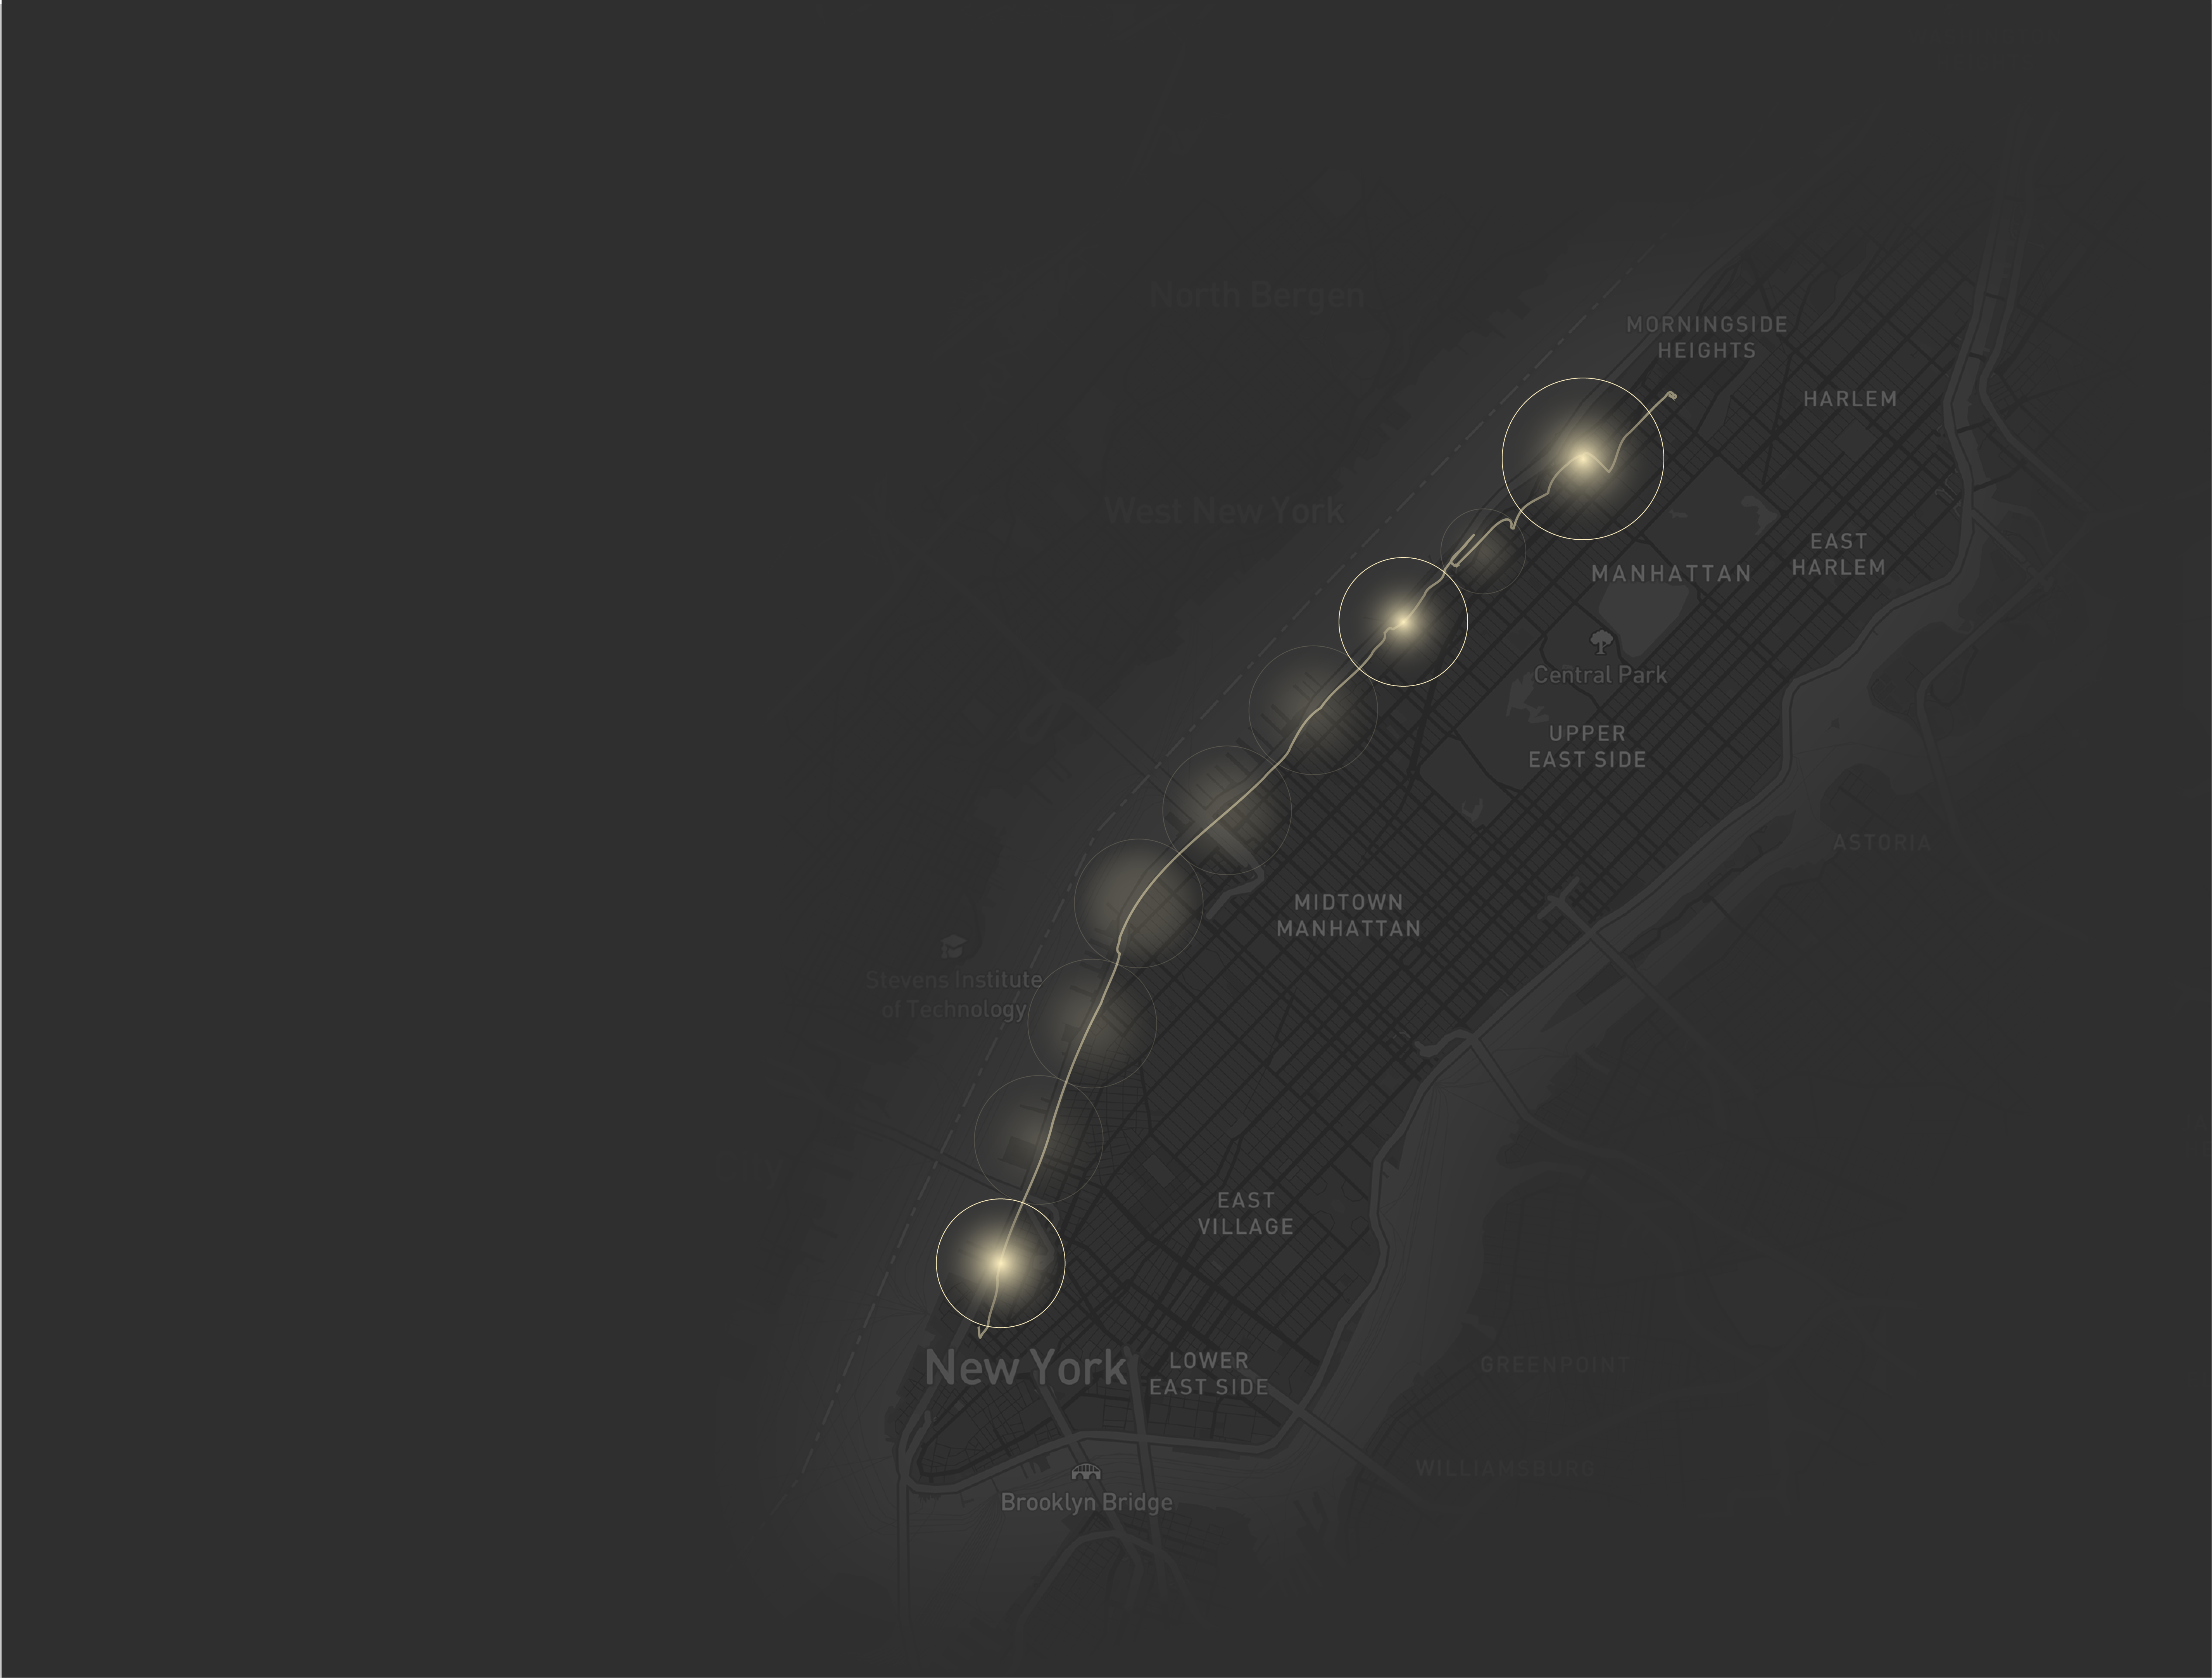 North Bergen
MORNINGSIDE
HEIGHTS
HARLEM
West New York
EAST
HARLEM
MANHATTAN
Central Park
UPPER
EAST SIDE
ASTORIA
MIDTOWN
MANHATTAN
Stevens Institute
of Technology
EAST
VILLAGE
New York
LOWER
EAST SIDE
GREENPOINT
WILLIAMSBURG
Brooklyn Bridge